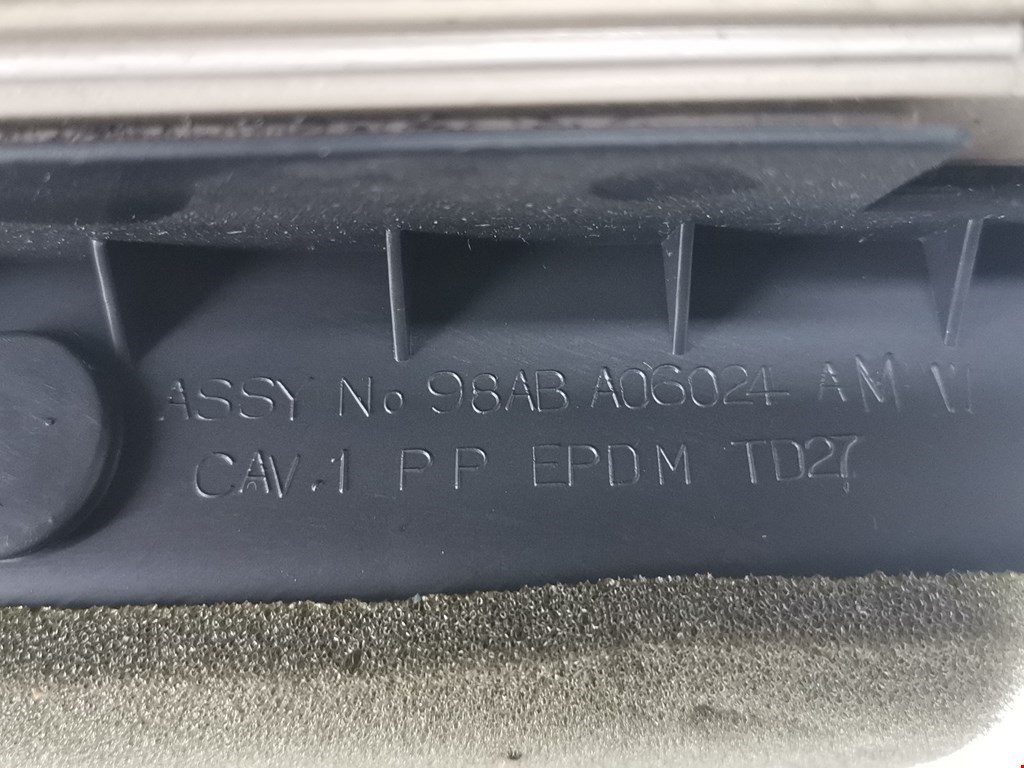 ASSY No 98AB A06024 AM W
CAV.1 PP EPDM TD27